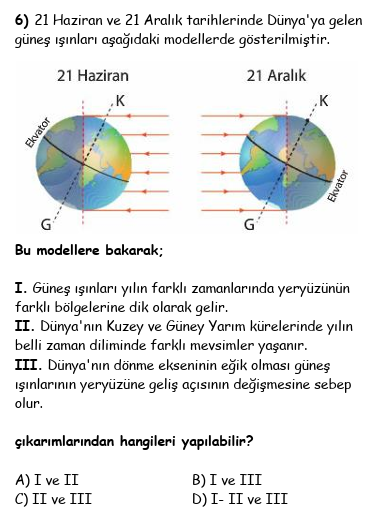 6) 21 Haziran ve 21 Aralık tarihlerinde Dünya'ya gelen
güneş ışınları aşağıdaki modellerde gösterilmiştir.
21 Haziran
21 Aralık
K
K
Ekvator
Ekvator
G
G
Bu modellere bakarak;
I. Güneş ışınları yılın farklı zamanlarında yeryüzünün
farklı bölgelerine dik olarak gelir.
II. Dünya'nın Kuzey ve Güney Yarım kürelerinde yılın
belli zaman diliminde farklı mevsimler yaşanır.
III. Dünya'nın dönme ekseninin eğik olması güneş
ışınlarının yeryüzüne geliş açısının değişmesine sebep
olur.
çıkarımlarından hangileri yapılabilir?
A) I ve II
B) I ve III
C) II ve III
D) I- II ve III